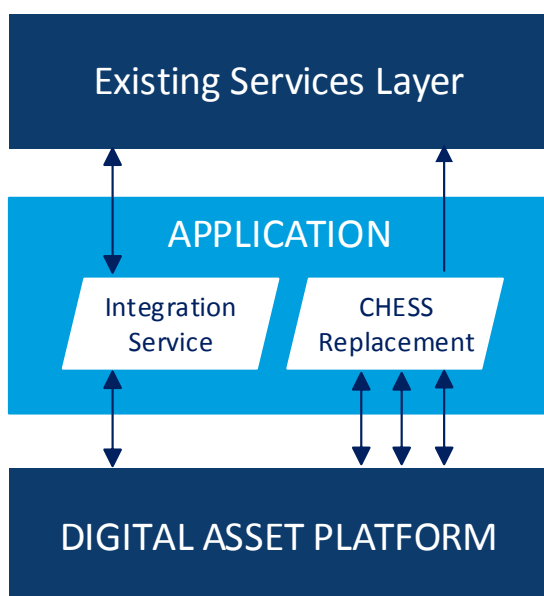 Existing Services Layer
APPLICATION
Integration
Service
CHESS
Replacement
DIGITAL ASSET PLATFORM